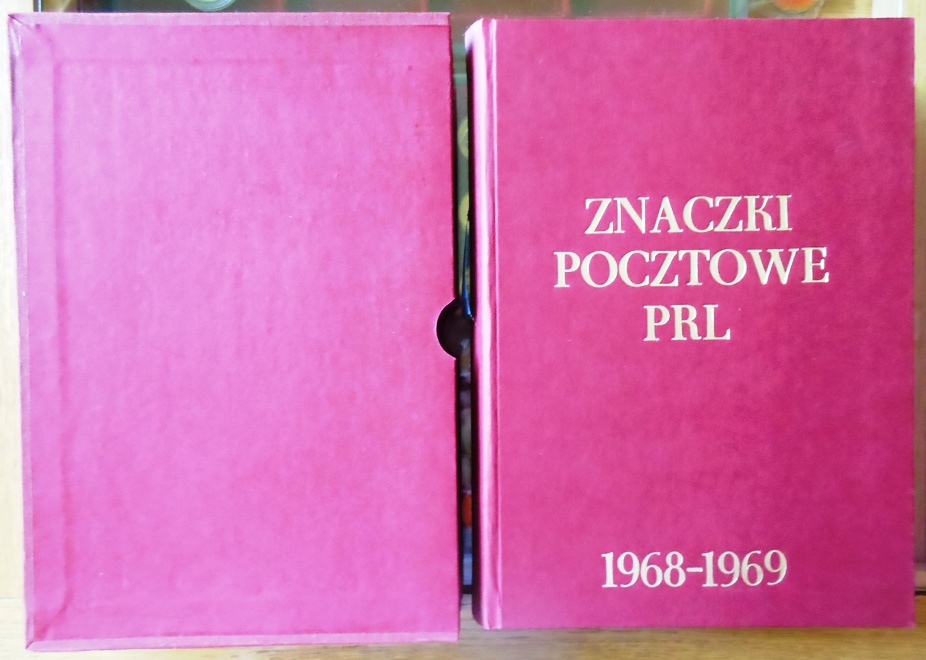 ZNACZKI
POCZTOWE
PRL
1968-1969